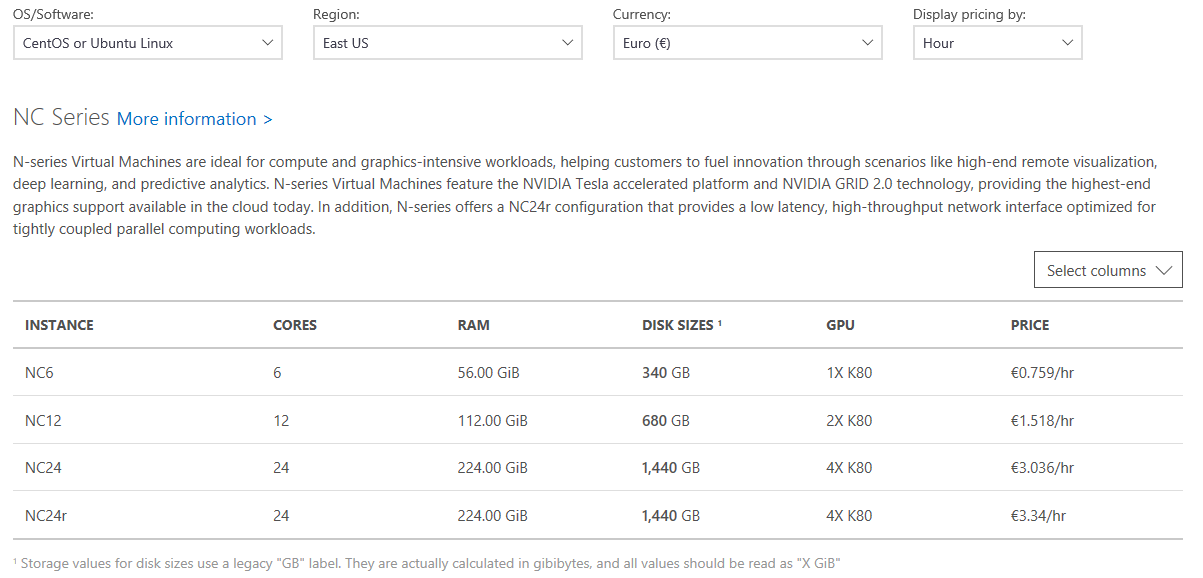 OS/Software: Region: Currency: Display pricing by:
CentOS or Ubuntu Linux East US Euro (€) Hour
NC Series More information >
N-series Virtual Machines are ideal for compute and graphics-intensive workloads, helping customers to fuel innovation through scenarios like high-end remote visualization,
deep learning, and predictive analytics. N-series Virtual Machines feature the NVIDIA Tesla accelerated platform and NVIDIA GRID 2.0 technology, providing the highest-end
graphics support available in the cloud today. In addition, N-series offers a NC24r configuration that provides a low latency, high-throughput network interface optimized for
tightly coupled parallel computing workloads.
Select columns
INSTANCE CORES RAM DISK SIZES ¹ GPU PRICE
NC6 6 56.00 GiB 340 GB 1X K80 €0.759/hr
NC12 12 112.00 GiB 680 GB 2X K80 €1.518/hr
NC24 24 224.00 GiB 1,440 GB 4X K80 €3.036/hr
NC24r 24 224.00 GiB 1,440 GB 4X K80 €3.34/hr
¹ Storage values for disk sizes use a legacy "GB" label. They are actually calculated in gibibytes, and all values should be read as "X GiB"